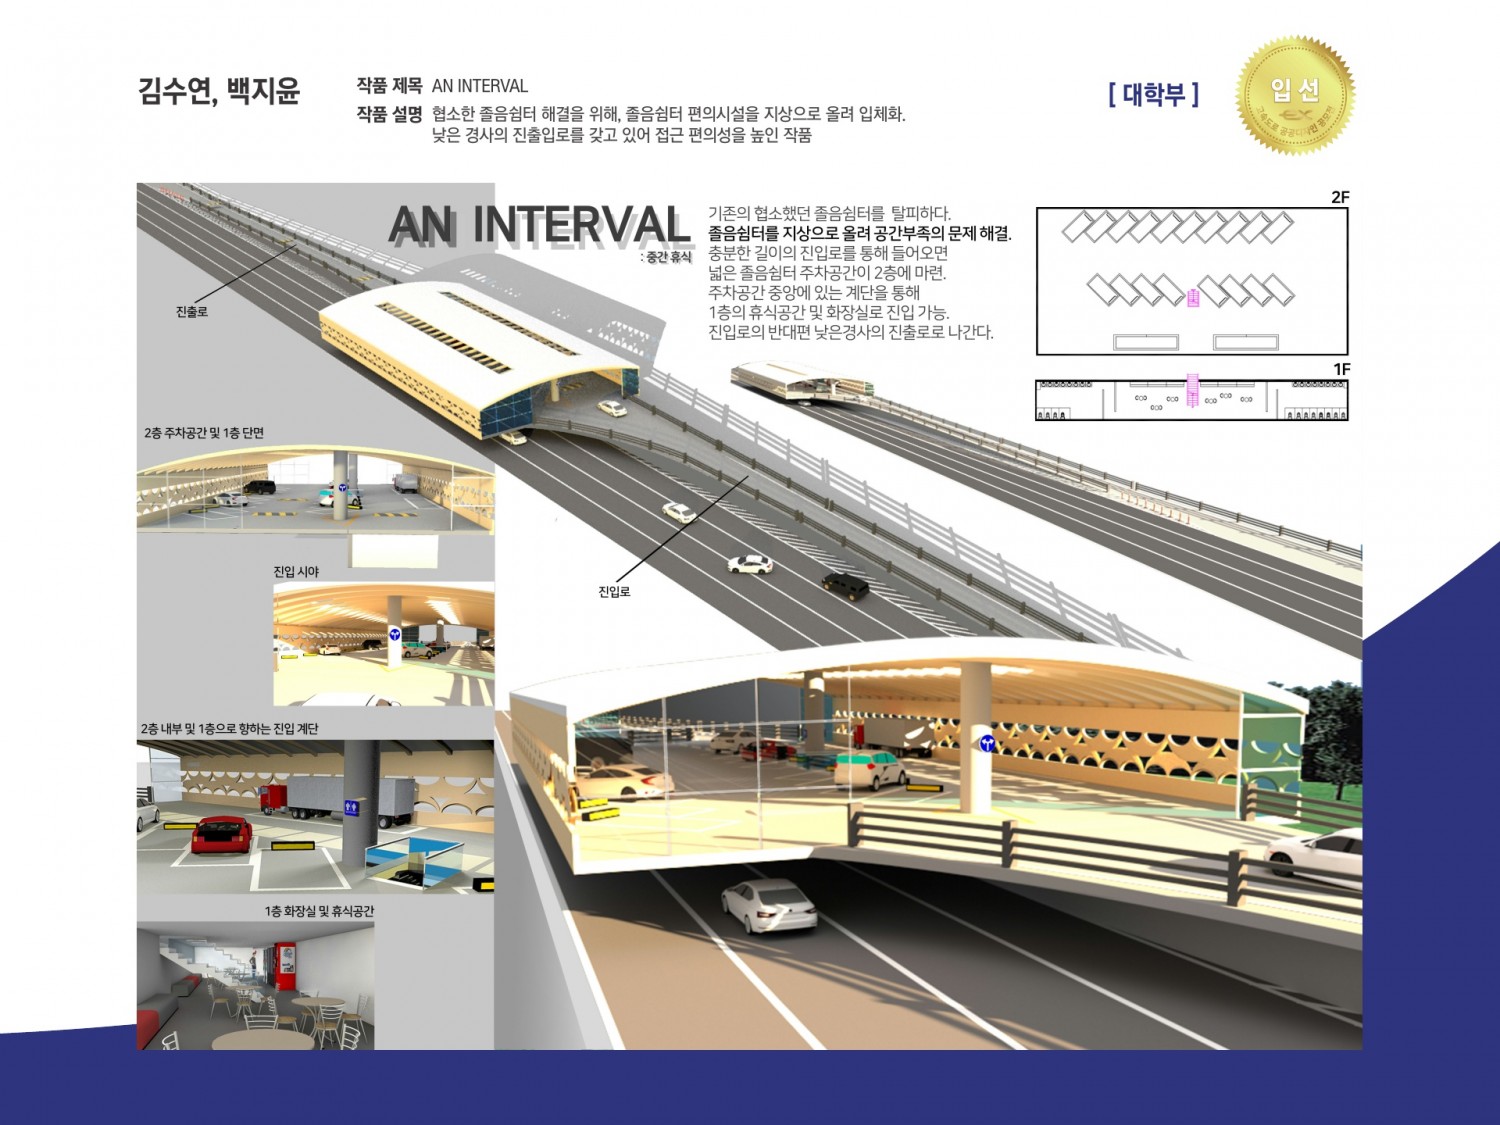 김수연, 백지윤
작품 제목 AN INTERVAL
작품 설명 협소한 졸음쉼터 해결을 위해, 졸음쉼터 편의시설을 지상으로 올려 입체화.
낮은 경사의 진출입로를 갖고 있어 접근 편의성을 높인 작품
[ 대학부 ]
입 선
고속도로 공공디자인 공모전
AN INTERVAL
: 중간 휴식
기존의 협소했던 졸음쉼터를 탈피하다.
졸음쉼터를 지상으로 올려 공간부족의 문제 해결.
충분한 길이의 진입로를 통해 들어오면
넓은 졸음쉼터 주차공간이 2층에 마련.
주차공간 중앙에 있는 계단을 통해
1층의 휴식공간 및 화장실로 진입 가능.
진입로의 반대편 낮은경사의 진출로로 나간다.
2F
1F
진출로
2층 주차공간 및 1층 단면
진입 시야
진입로
2층 내부 및 1층으로 향하는 진입 계단
1층 화장실 및 휴식공간